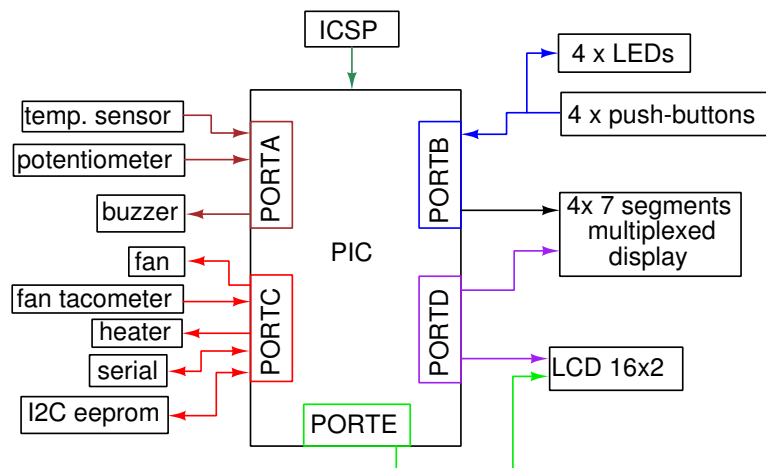 ICSP
4 x LEDs
temp. sensor
4 x push-buttons
potentiometer
PORTA
PORTB
buzzer
4x 7 segments
multiplexed
display
PIC
fan
fan tacometer
PORTC
PORTD
heater
serial
LCD 16x2
I2C eeprom
PORTE